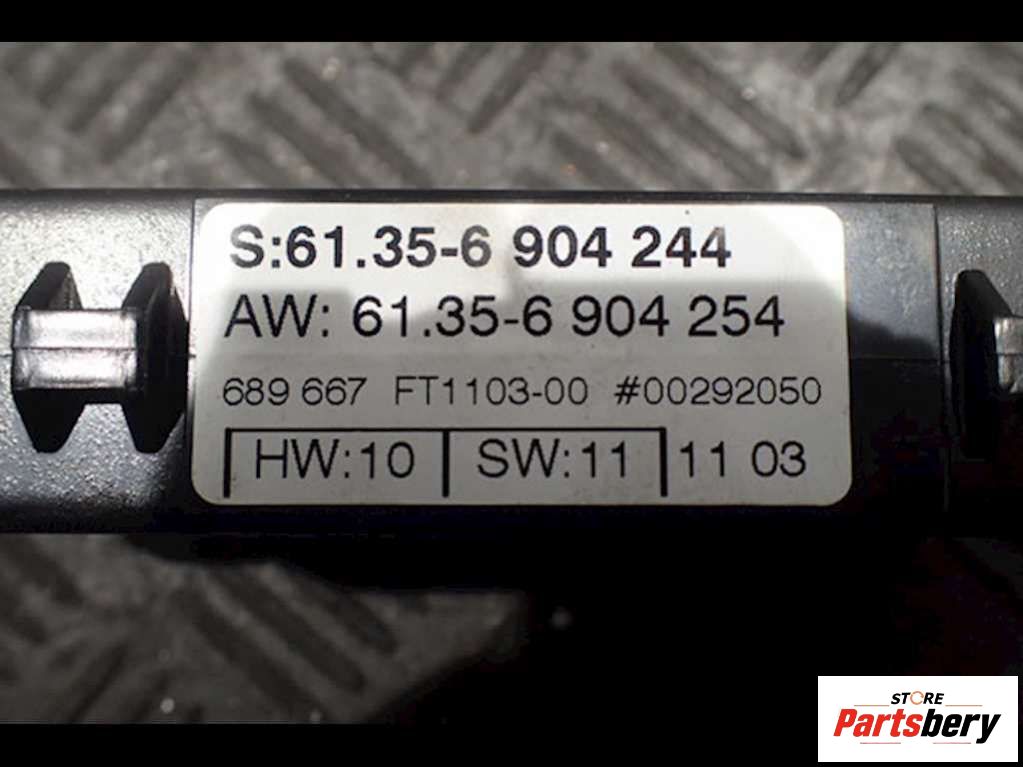 S:61.35-6 904 244
AW: 61.35-6 904 254
689 667 FT1103-00 #00292050
HW:10 SW:11 11 03
STORE
Partsbery